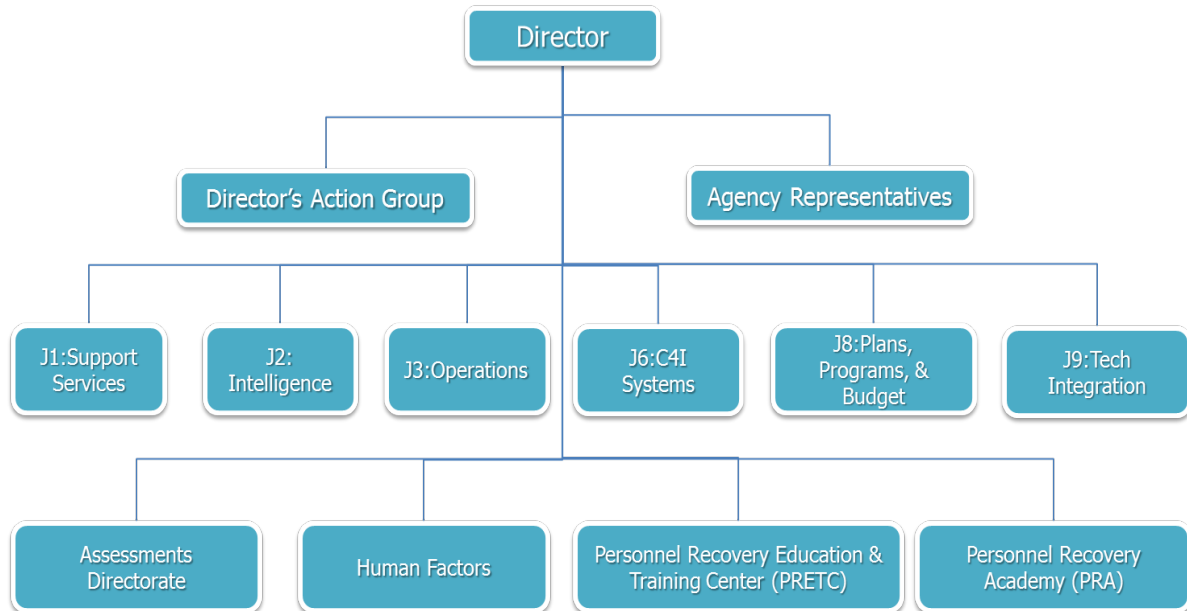 Director
Director's Action Group
Agency Representatives
J1:Support
Services
J2:
Intelligence
J3:Operations
J6:C4I
Systems
J8:Plans,
Programs, &
Budget
J9:Tech
Integration
Assessments
Directorate
Human Factors
Personnel Recovery Education &
Training Center (PRETC)
Personnel Recovery
Academy (PRA)